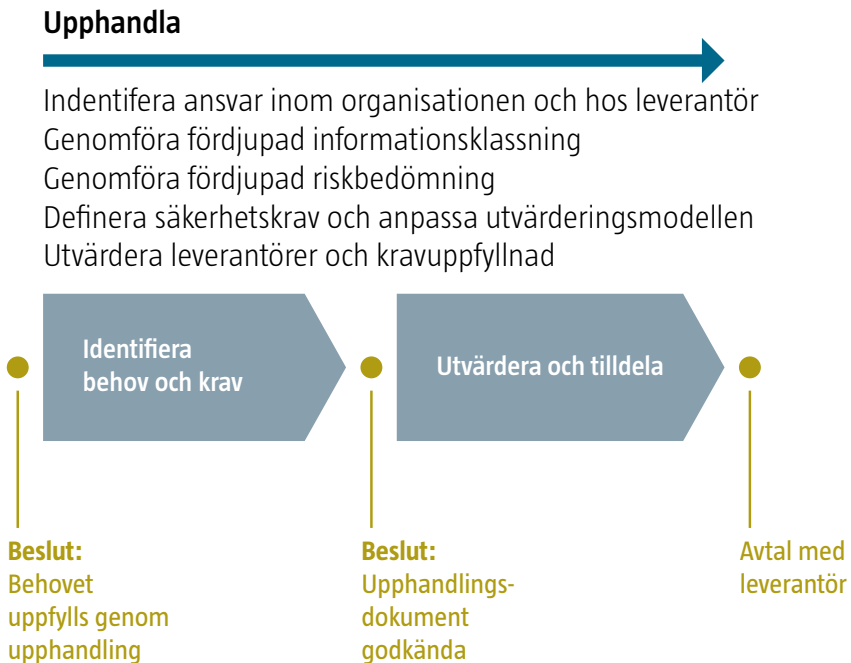 Upphandla
Indentifera ansvar inom organisationen och hos leverantör
Genomföra fördjupad informationsklassning
Genomföra fördjupad riskbedömning
Definera säkerhetskrav och anpassa utvärderingsmodellen
Utvärdera leverantörer och kravuppfyllnad
Identifiera
behov och krav
Utvärdera och tilldela
Beslut:
Behovet
uppfylls genom
upphandling
Beslut:
Upphandlings-
dokument
godkända
Avtal med
leverantör